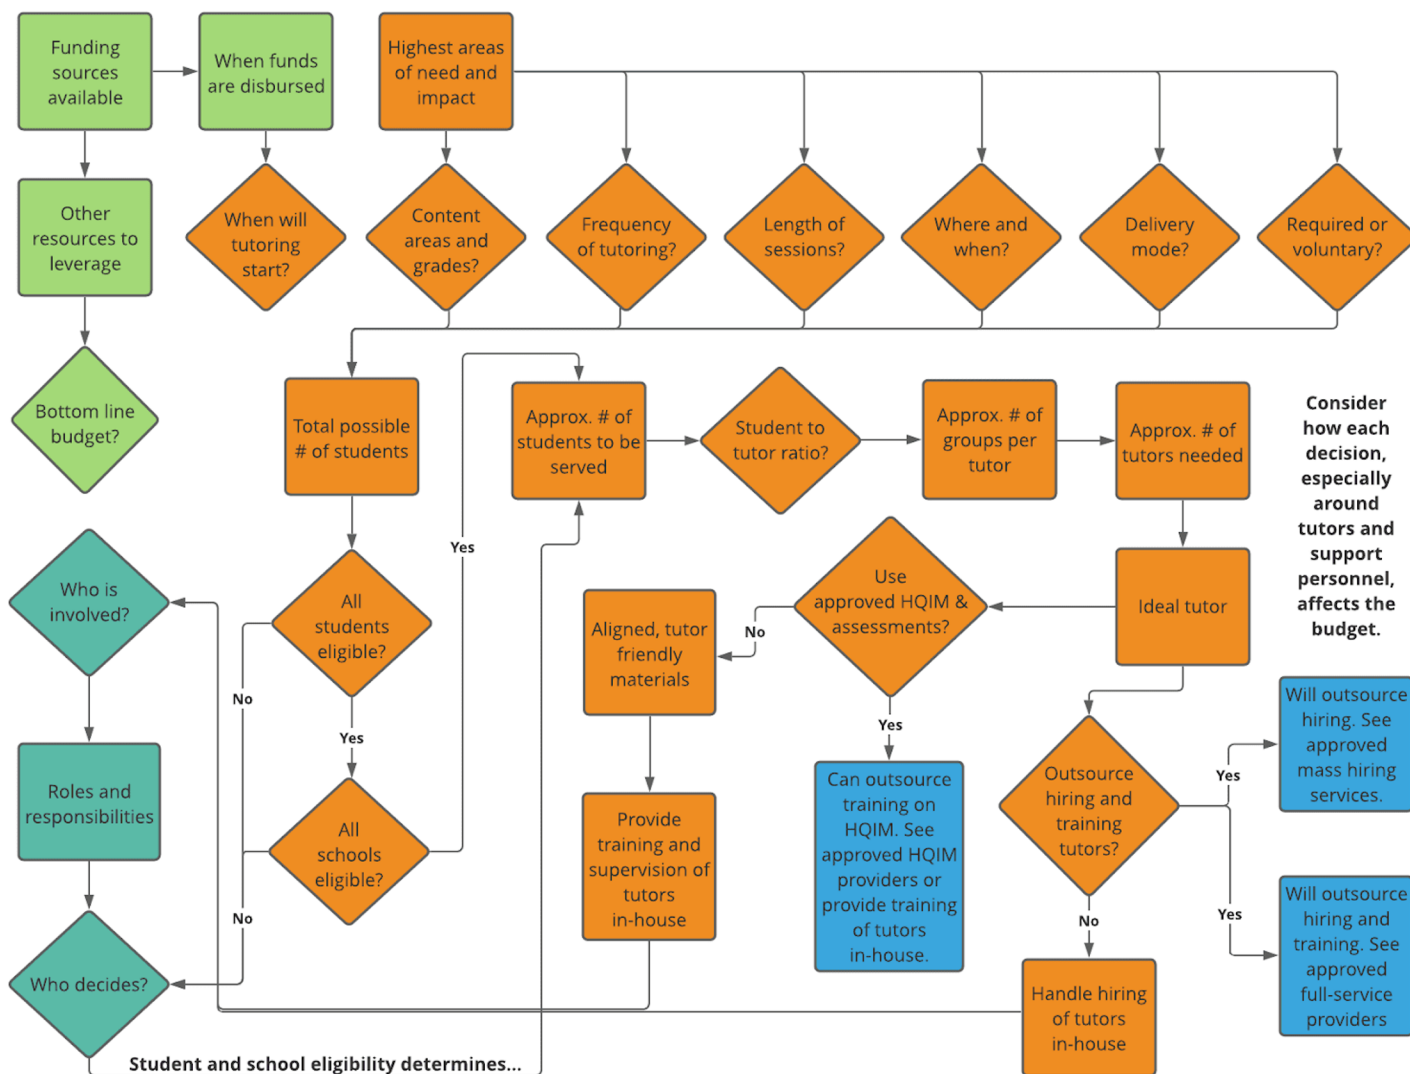 Funding
sources
available
When funds
are disbursed
Highest areas
of need and
impact
Other
resources to
leverage
When will
tutoring
start?
Content
areas and
grades?
Frequency
of tutoring?
Length of
sessions?
Where and
when?
Delivery
mode?
Required or
voluntary?
Bottom line
budget?
Total possible
# of students
Approx. # of
students to be
served
Student to
tutor ratio?
Approx. # of
groups per
tutor
Approx. # of
tutors needed
Consider
how each
decision,
especially
around
tutors and
support
personnel,
affects the
budget.
Yes
Who is
involved?
All
students
eligible?
Aligned, tutor
friendly
materials
No
Use
approved HQIM &
assessments?
Ideal tutor
No
Yes
Yes
Roles and
responsibilities
All
schools
eligible?
Provide
training and
supervision of
tutors
in-house
Can outsource
training on
HQIM. See
approved HQIM
providers or
provide training
of tutors
in-house.
Outsource
hiring and
training
tutors?
Yes
Will outsource
hiring. See
approved
mass hiring
services.
No
No
Yes
Will outsource
hiring and
training. See
approved
full-service
providers
Who decides?
Handle hiring
of tutors
in-house
Student and school eligibility determines...